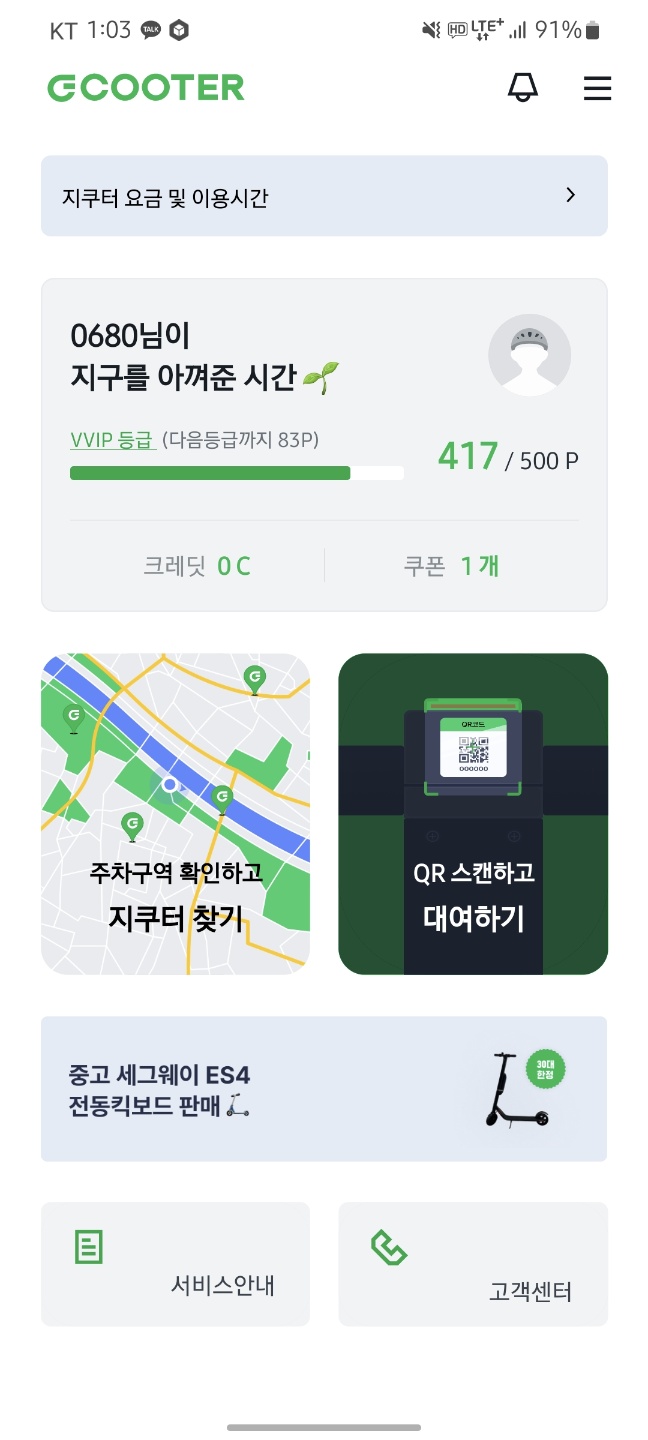 KT 1:03 TALK HD LTE+ 91%
GCOOTER
지쿠터 요금 및 이용시간
0680님이
지구를 아껴준 시간
VVIP 등급 (다음등급까지 83P)
417 / 500 P
크레딧 0 C
쿠폰 1 개
QR코드
주차구역 확인하고
지쿠터 찾기
QR 스캔하고
대여하기
중고 세그웨이 ES4
전동킥보드 판매
30대
한정
서비스안내
고객센터